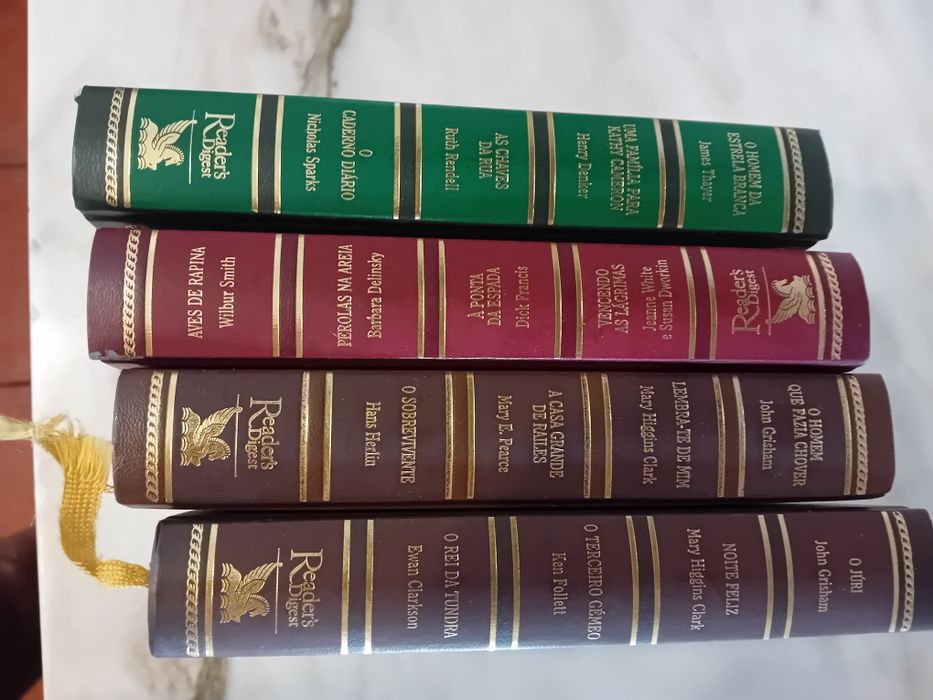 O HOMEM DA
ESTRELA BRANCA
James Thayer
UMA FAMÍLIA PARA
KATHY CAMERON
Henry Denker
AS CHAVES
DA RUA
Ruth Rendell
O
CADERNO DIÁRIO
Nicholas Sparks
Reader's
Digest
AVES DE RAPINA
Wilbur Smith
PÉROLAS NA AREIA
Barbara Delinsky
À PONTA
DA ESPADA
Dick Francis
VENCENDO
AS LÁGRIMAS
Jeanne White
e Susan Dworkin
Reader's
Digest
O HOMEM
QUE FAZIA CHOVER
John Grisham
LEMBRA-TE DE MIM
Mary Higgins Clark
A CASA GRANDE
DE RAILES
Mary E. Pearce
O SOBREVIVENTE
Hans Herlin
Reader's
Digest
O JÚRI
John Grisham
NOITE FELIZ
Mary Higgins Clark
O TERCEIRO GÉMEO
Ken Follett
O REI DA TUNDRA
Ewan Clarkson
Reader's
Digest